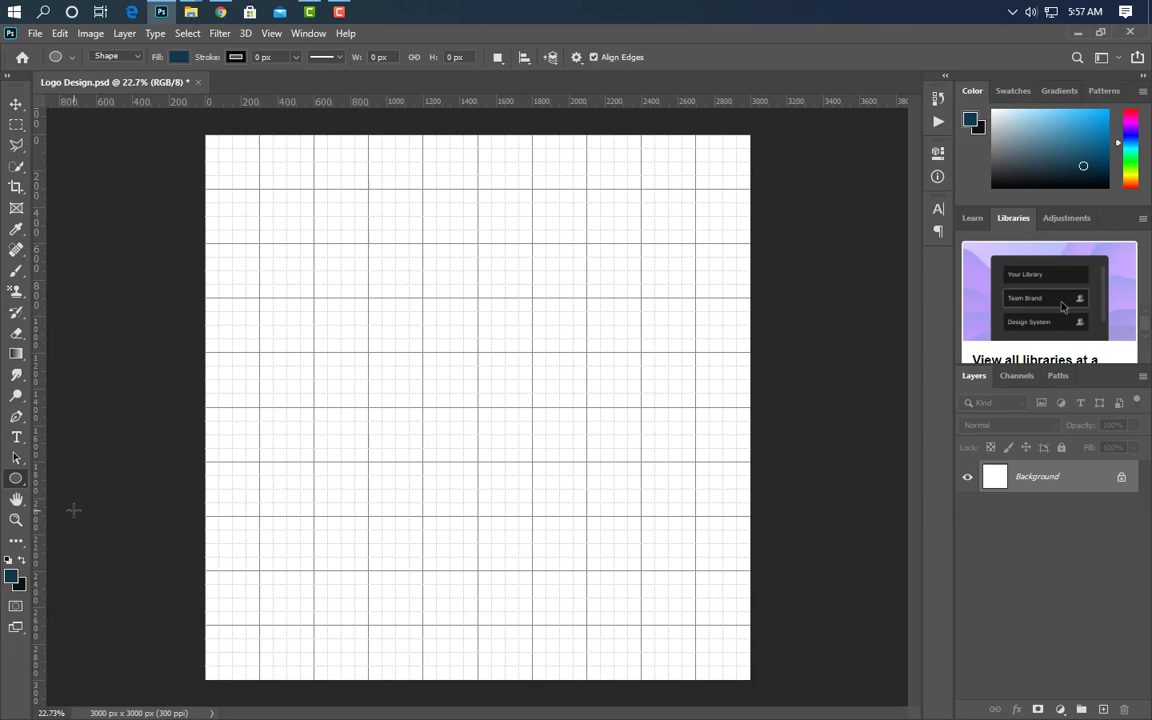 5:57 AM
File Edit Image Layer Type Select Filter 3D View Window Help
Shape Fill: Stroke: 0 px W: 0 px H: 0 px Align Edges
Logo Design.psd @ 22.7% (RGB/8) *
800 600 400 200 0 200 400 600 800 1000 1200 1400 1600 1800 2000 2200 2400 2600 2800 3000 3200 3400 3600
Color Swatches Gradients Patterns
Learn Libraries Adjustments
Your Library
Team Brand
Design System
View all libraries at a
Layers Channels Paths
Kind
Normal Opacity: 100%
Lock: Fill: 100%
Background
22.73% 3000 px x 3000 px (300 ppi)